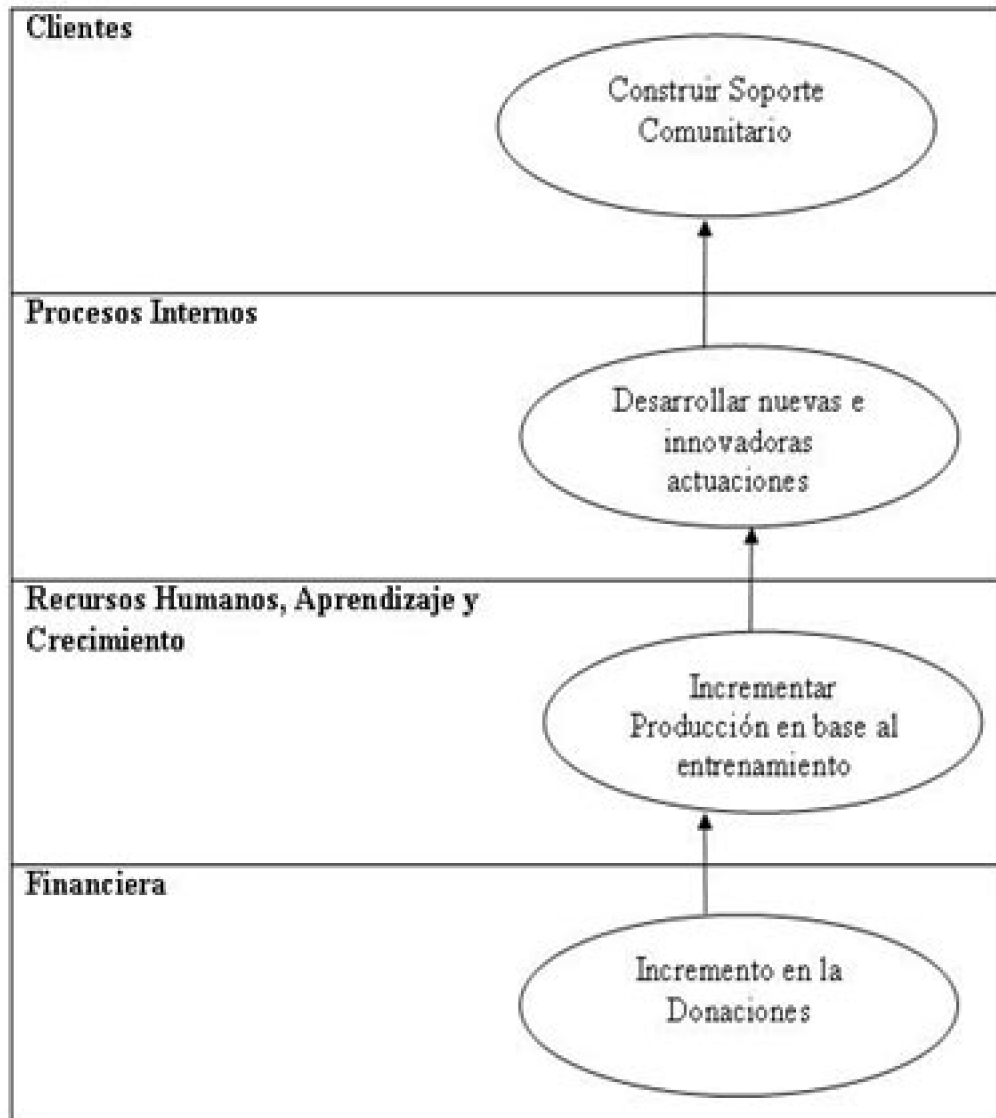 Clientes
Construir Soporte
Comunitario
Procesos Internos
Desarrollar nuevas e
innovadoras
actuaciones
Recursos Humanos, Aprendizaje y
Crecimiento
Incrementar
Producción en base al
entrenamiento
Financiera
Incremento en la
Donaciones